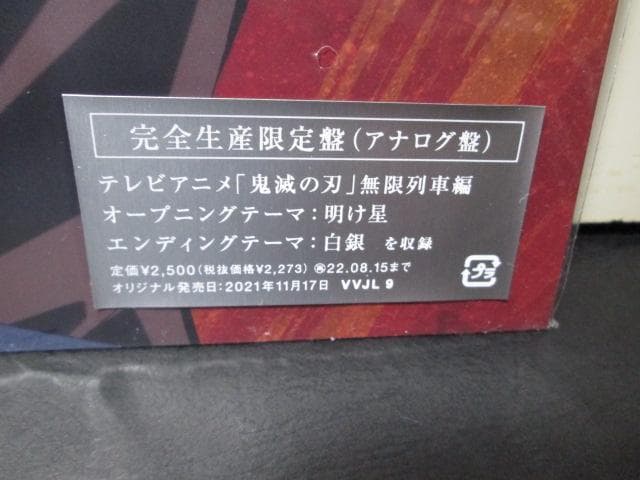 完全生産限定盤(アナログ盤)
テレビアニメ「鬼滅の刃」無限列車編
オープニングテーマ:明け星
エンディングテーマ:白銀 を収録
定価¥2,500(税抜価格¥2,273) ㋐22.08.15まで
オリジナル発売日:2021年11月17日 VVJL 9
プラ